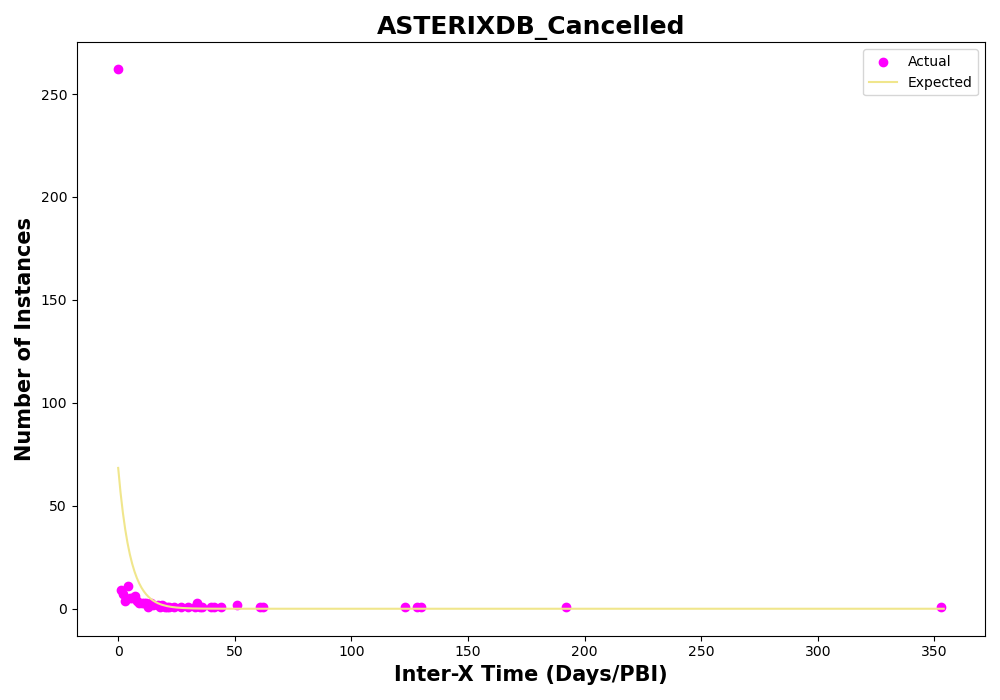 ASTERIXDB_Cancelled
Actual
Expected
250
200
150
100
50
0
Number of Instances
0 50 100 150 200 250 300 350
Inter-X Time (Days/PBI)